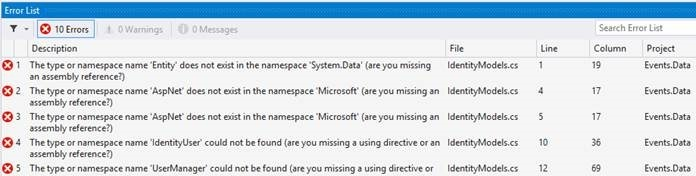 Error List
10 Errors 0 Warnings 0 Messages Search Error List
Description File Line Column Project
1 The type or namespace name 'Entity' does not exist in the namespace 'System.Data' (are you missing IdentityModels.cs 1 19 Events.Data
an assembly reference?)
2 The type or namespace name 'AspNet' does not exist in the namespace 'Microsoft' (are you missing an IdentityModels.cs 4 17 Events.Data
assembly reference?)
3 The type or namespace name 'AspNet' does not exist in the namespace 'Microsoft' (are you missing an IdentityModels.cs 5 17 Events.Data
assembly reference?)
4 The type or namespace name 'IdentityUser' could not be found (are you missing a using directive or an IdentityModels.cs 10 36 Events.Data
assembly reference?)
5 The type or namespace name 'UserManager' could not be found (are you missing a using directive or IdentityModels.cs 12 69 Events.Data